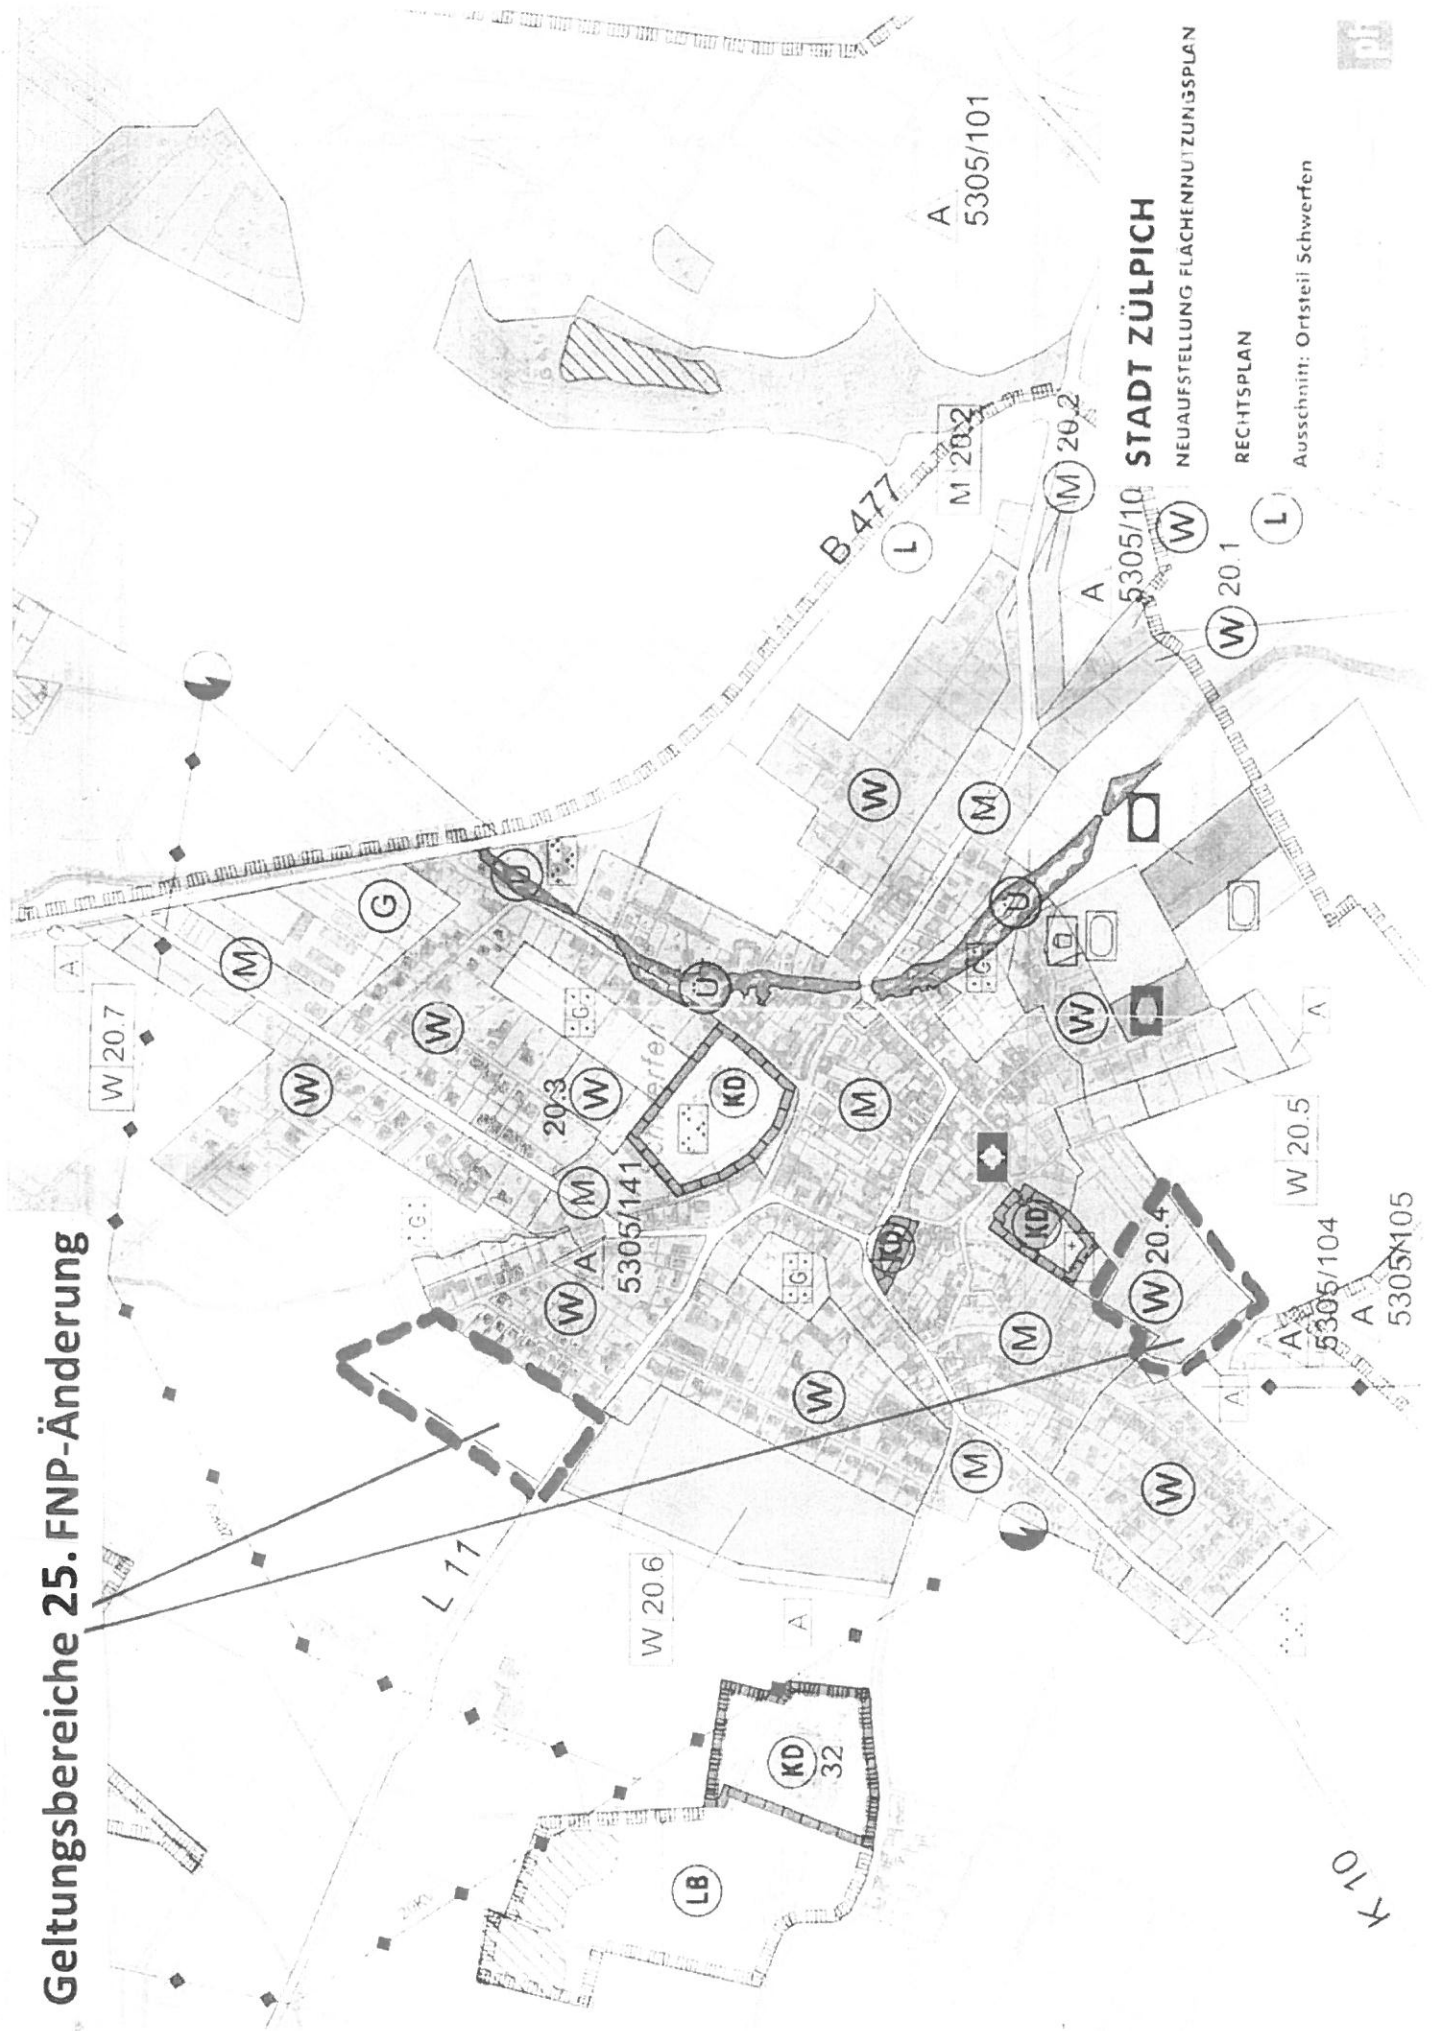 Geltungsbereiche 25. FNP-Änderung
STADT ZÜLPICH
NEUAUFSTELLUNG FLÄCHENNUTZUNGSPLAN
RECHTSPLAN
Ausschnitt: Ortsteil Schwerfen
pe
A
5305/101
B 477
L
M 20.2
M 20.2
A
5305/10
W
W 20.1
L
W 20.7
A
M
G
W
W
G
20.3
W
KD
Ü
Ü
Ü
W
M
M
M
A
5305/141
W
G
G
KD
KD
M
W
W
M
W
W 20.4
W 20.5
A
5305/104
A
5305/105
A
A
G
L 11
W 20.6
A
KD
32
LB
K 10